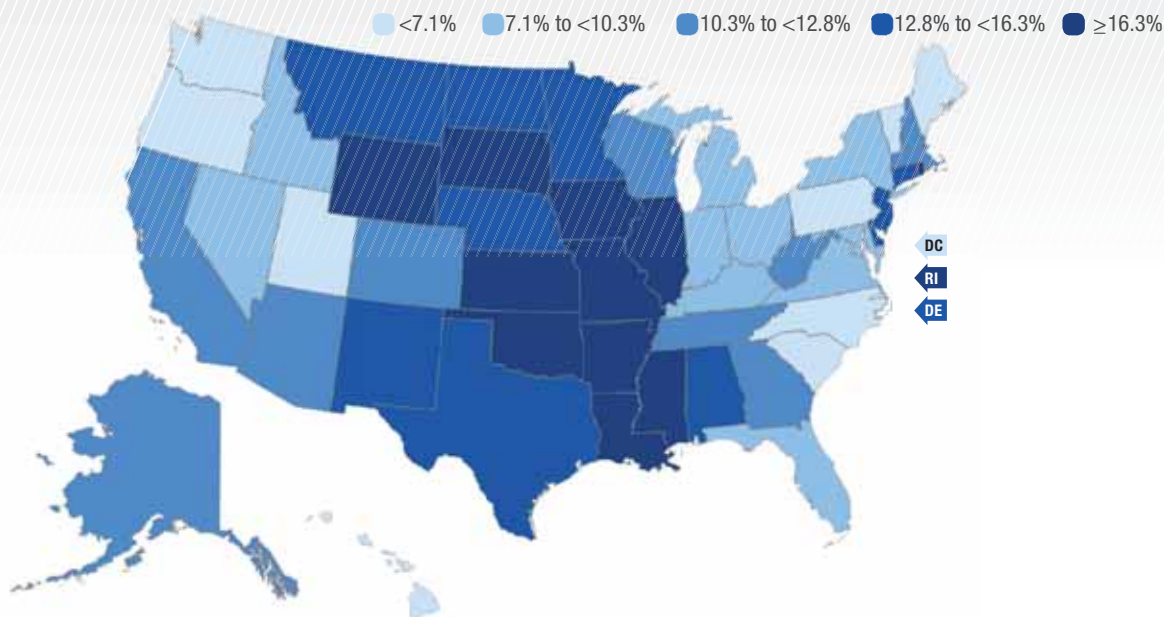 <7.1% 7.1% to <10.3% 10.3% to <12.8% 12.8% to <16.3% ≥16.3%
DC
RI
DE